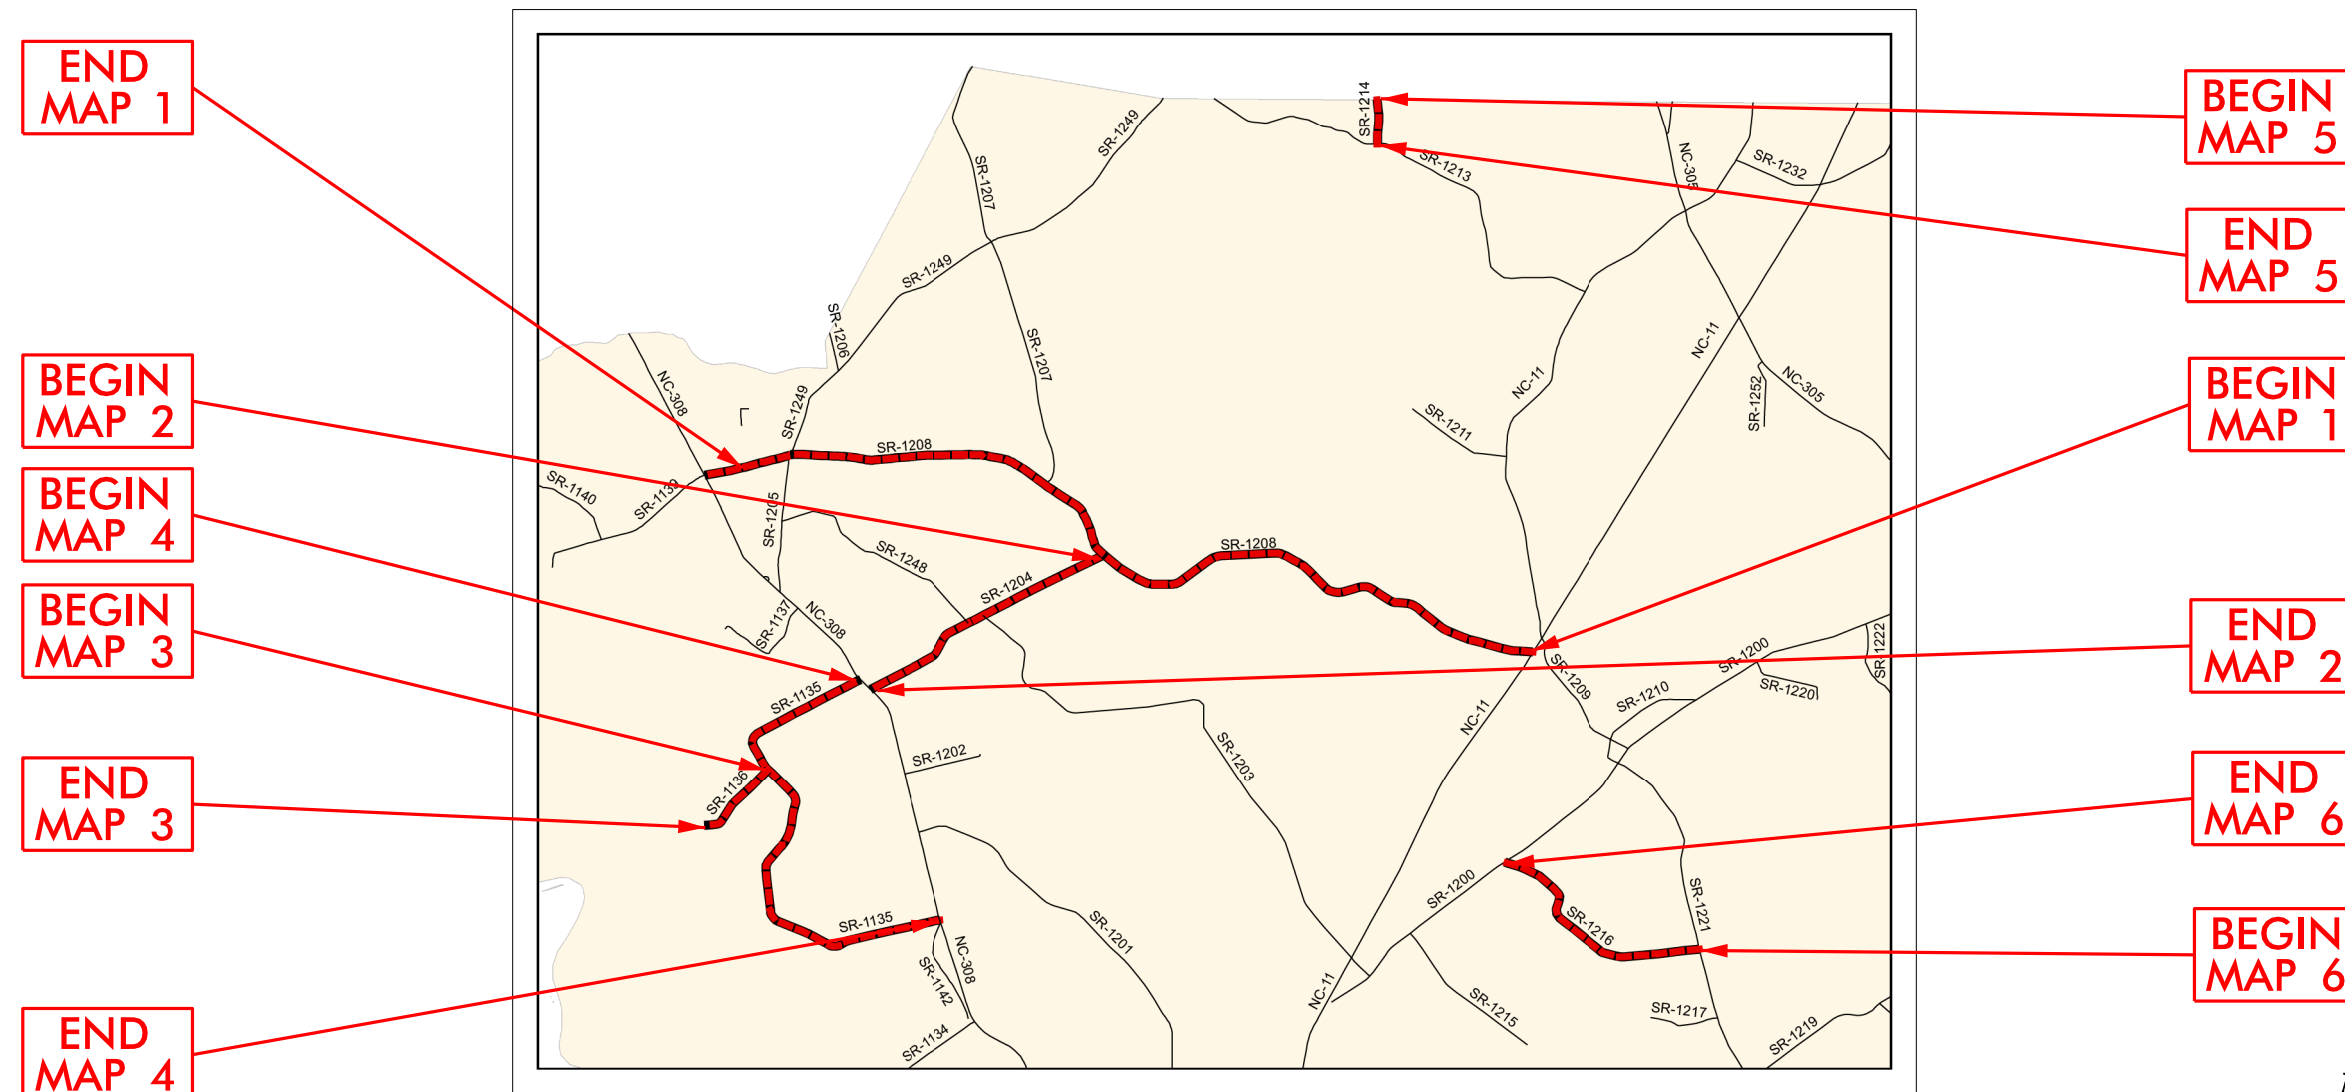 END
MAP 1
BEGIN
MAP 2
BEGIN
MAP 4
BEGIN
MAP 3
END
MAP 3
END
MAP 4
BEGIN
MAP 5
END
MAP 5
BEGIN
MAP 1
END
MAP 2
END
MAP 6
BEGIN
MAP 6
SR-1214
SR-1249
SR-1213
NC-305
SR-1232
SR-1207
SR-1249
SR-1206
SR-1207
NC-11
NC-11
NC-308
SR-1249
SR-1211
SR-1252
NC-305
SR-1208
SR-1140
SR-1139
SR-1205
SR-1248
SR-1208
SR-1204
SR-1137
NC-308
SR-1135
SR-1209
SR-1200
SR-1222
SR-1210
SR-1220
NC-11
SR-1202
SR-1203
SR-1136
SR-1200
SR-1221
SR-1135
SR-1201
SR-1216
NC-308
SR-1142
NC-11
SR-1215
SR-1217
SR-1134
SR-1219